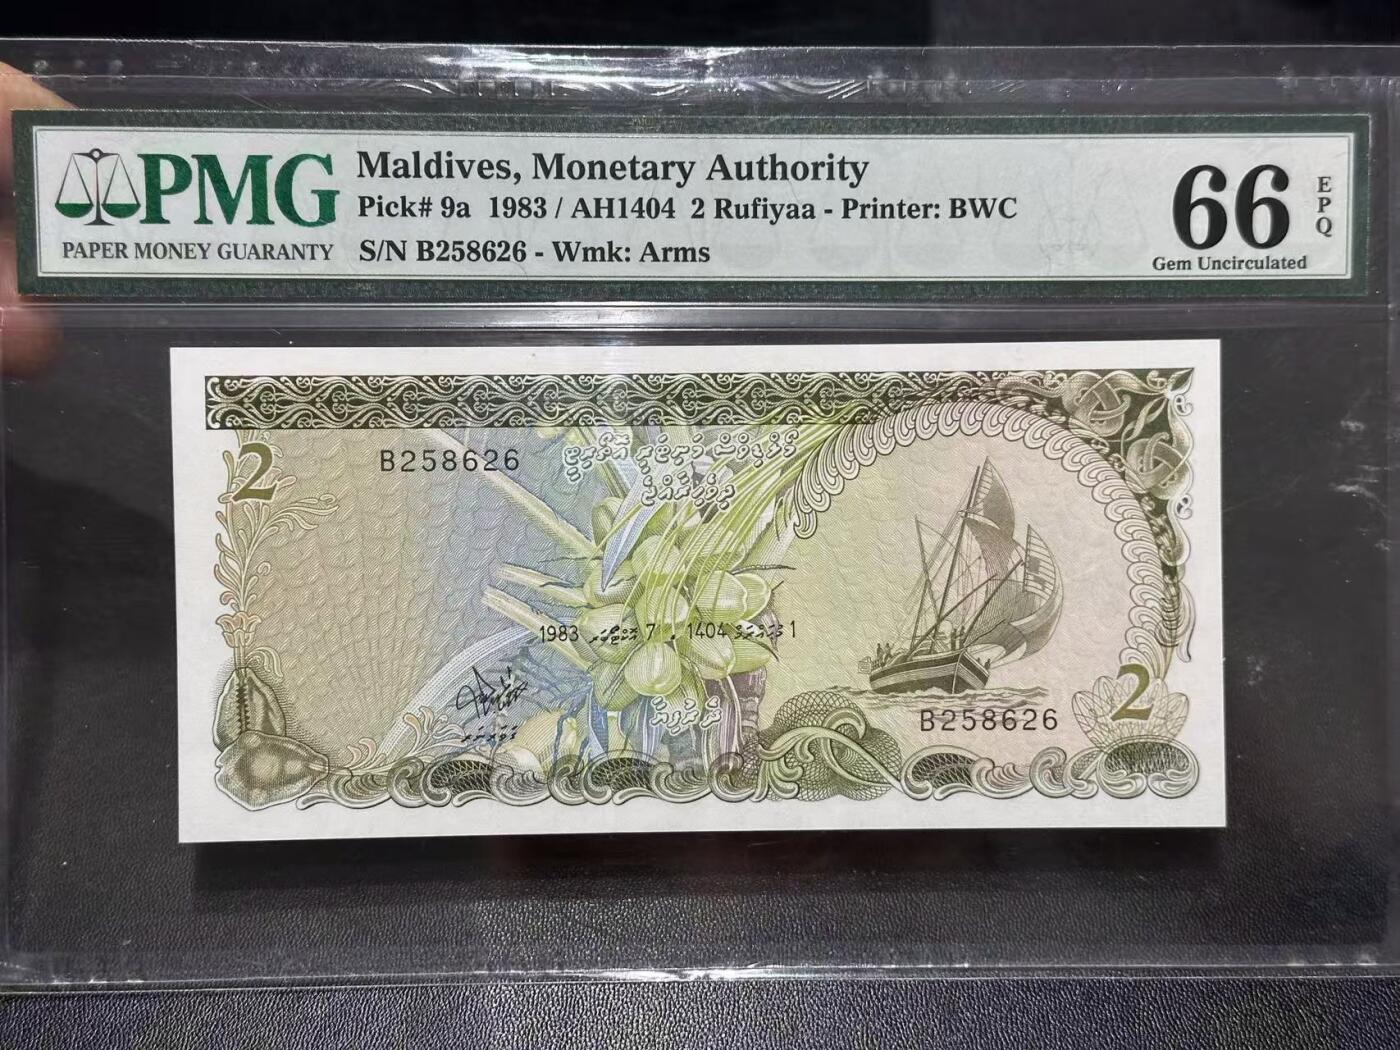 PMG
PAPER MONEY GUARANTY
Maldives, Monetary Authority
Pick# 9a 1983 / AH1404 2 Rufiyaa - Printer: BWC
S/N B258626 - Wmk: Arms
66
EPQ
Gem Uncirculated
2
B258626
1 މުޙައްރަމް 1404 ، 7 އޮކްޓޯބަރ 1983
ދެރުފިޔާ
ގަވަރުނަރު
B258626
2